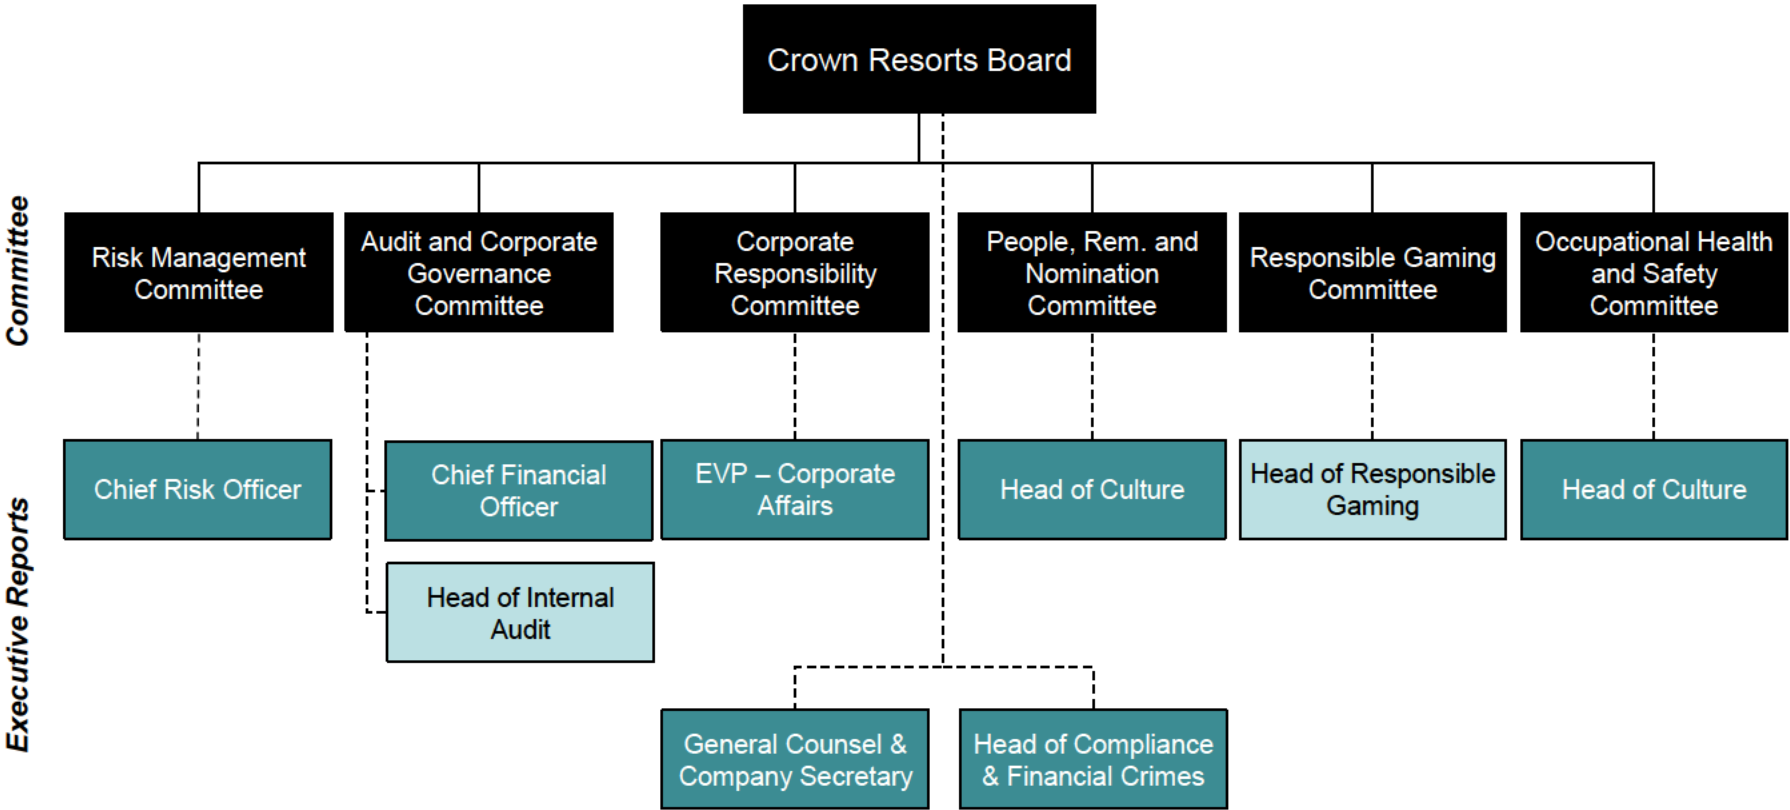 Crown Resorts Board
Committee
Risk Management
Committee
Audit and Corporate
Governance
Committee
Corporate
Responsibility
Committee
People, Rem. and
Nomination
Committee
Responsible Gaming
Committee
Occupational Health
and Safety
Committee
Executive Reports
Chief Risk Officer
Chief Financial
Officer
EVP – Corporate
Affairs
Head of Culture
Head of Responsible
Gaming
Head of Culture
Head of Internal
Audit
General Counsel &
Company Secretary
Head of Compliance
& Financial Crimes